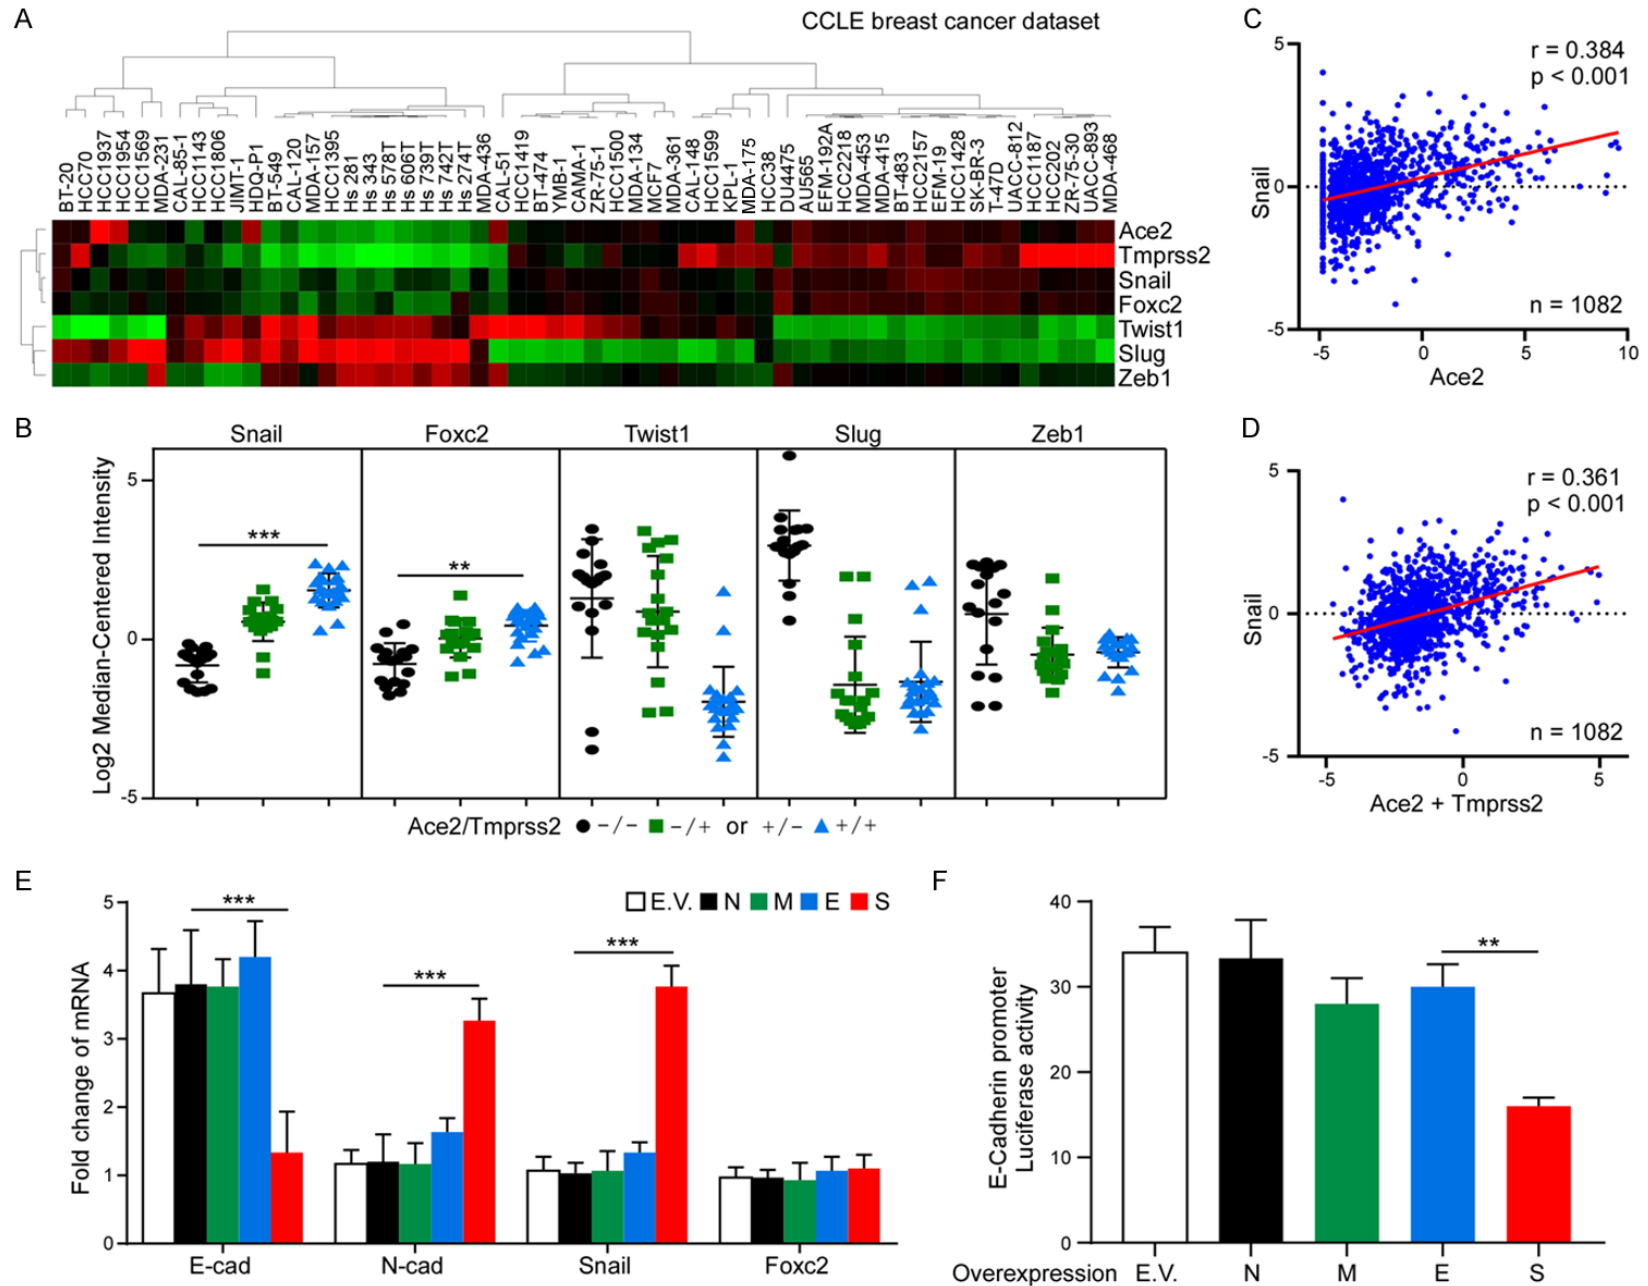 A
CCLE breast cancer dataset
BT-20
HCC70
HCC1937
HCC1954
HCC1569
MDA-231
CAL-85-1
HCC1143
HCC1806
JIMT-1
HDQ-P1
BT-549
CAL-120
MDA-157
HCC1395
Hs 281
Hs 343
Hs 578T
Hs 606T
Hs 739T
Hs 742T
Hs 274T
MDA-436
CAL-51
HCC1419
BT-474
YMB-1
CAMA-1
ZR-75-1
HCC1500
MDA-134
MCF7
MDA-361
CAL-148
HCC1599
KPL-1
MDA-175
HCC38
DU4475
AU565
EFM-192A
HCC2218
MDA-453
MDA-415
BT-483
HCC2157
EFM-19
HCC1428
SK-BR-3
T-47D
UACC-812
HCC1187
HCC202
ZR-75-30
UACC-893
MDA-468
Ace2
Tmprss2
Snail
Foxc2
Twist1
Slug
Zeb1
B
Snail Foxc2 Twist1 Slug Zeb1
Log2 Median-Centered Intensity
5
0
-5
***
**
Ace2/Tmprss2 -/- -/+ or +/- +/+
C
r = 0.384
p < 0.001
n = 1082
Snail
5
0
-5
-5 0 5 10
Ace2
D
r = 0.361
p < 0.001
n = 1082
Snail
5
0
-5
-5 0 5
Ace2 + Tmprss2
E
E.V. N M E S
Fold change of mRNA
5
4
3
2
1
0
***
***
***
E-cad N-cad Snail Foxc2
F
E-Cadherin promoter
Luciferase activity
40
30
20
10
0
**
Overexpression E.V. N M E S